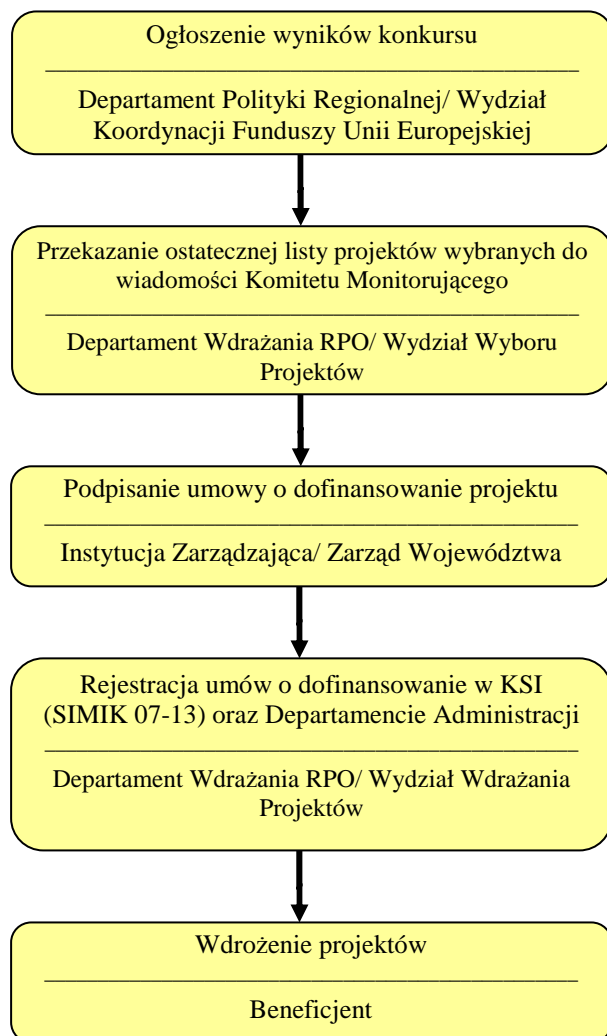 Ogłoszenie wyników konkursu
Departament Polityki Regionalnej/ Wydział
Koordynacji Funduszy Unii Europejskiej
Przekazanie ostatecznej listy projektów wybranych do
wiadomości Komitetu Monitorującego
Departament Wdrażania RPO/ Wydział Wyboru
Projektów
Podpisanie umowy o dofinansowanie projektu
Instytucja Zarządzająca/ Zarząd Województwa
Rejestracja umów o dofinansowanie w KSI
(SIMIK 07-13) oraz Departamencie Administracji
Departament Wdrażania RPO/ Wydział Wdrażania
Projektów
Wdrożenie projektów
Beneficjent